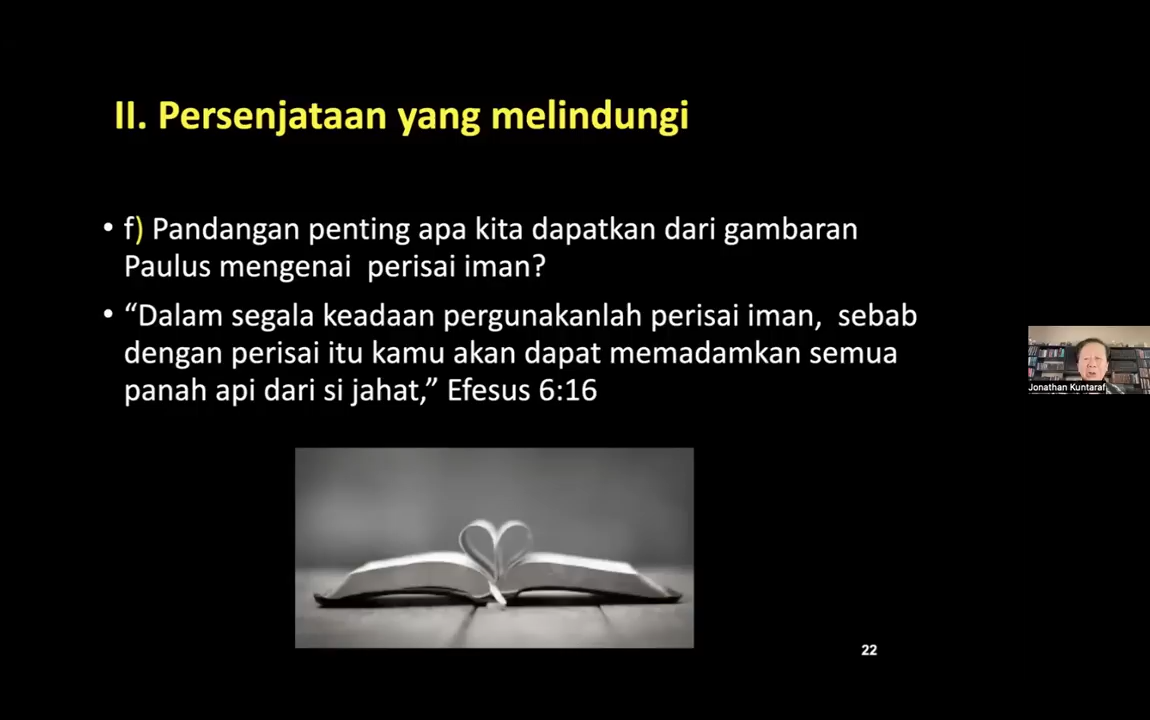 II. Persenjataan yang melindungi
• f) Pandangan penting apa kita dapatkan dari gambaran
Paulus mengenai perisai iman?
• “Dalam segala keadaan pergunakanlah perisai iman, sebab
dengan perisai itu kamu akan dapat memadamkan semua
panah api dari si jahat,” Efesus 6:16
Jonathan Kuntaraf
22